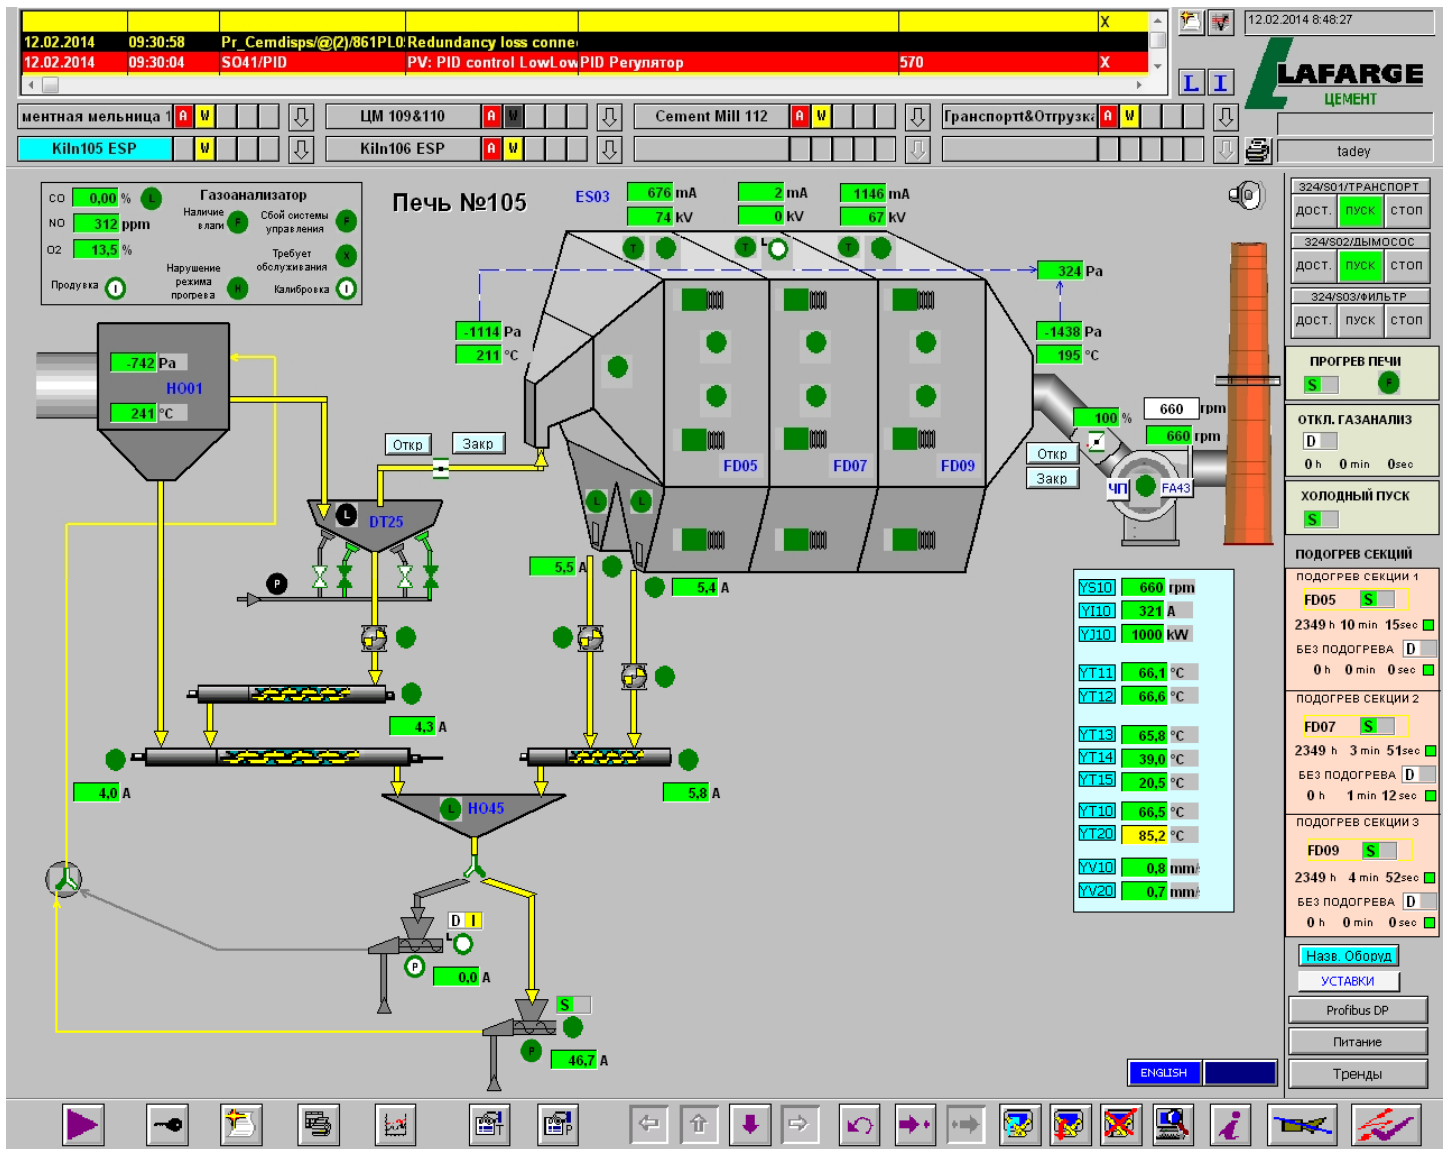 X
12.02.2014 8:48:27
12.02.2014 09:30:58 Pr_Cemdisps/@(2)/861PL0 Redundancy loss conne
12.02.2014 09:30:04 SO41/PID PV: PID control LowLow PID Регулятор 570 X
L I
LAFARGE
ЦЕМЕНТ
ментная мельница 1 A W ЦМ 109&110 A W Cement Mill 112 A W Гранспорtt&Отгрузка A W
Kiln105 ESP W Kiln106 ESP A W
tadey
CO 0,00 % L Газоанализатор
NO 312 ppm Наличие влаги F Сбой системы управления F
O2 13,5 % Требует обслуживания X
Продувка I Нарушение режима прогрева H Калибровка I
Печь №105
ES03 676 mA 2 mA 1146 mA
74 kV 0 kV 67 kV
T T L T
324 Pa
-1114 Pa -1438 Pa
211 °C 195 °C
-742 Pa
HO01
241 °C
100 % 660 rpm
660 rpm
Откр Закр
FD05 FD07 FD09
Откр
Закр
ЧП FA43
L DT25
L L
P
5,5 A
5,4 A
4,3 A
4,0 A
5,8 A
L HO45
D I
L
P
0,0 A
S
P
46,7 A
YS10 660 rpm
YI10 321 A
YJ10 1000 kW
YT11 66,1 °C
YT12 66,6 °C
YT13 65,8 °C
YT14 39,0 °C
YT15 20,5 °C
YT10 66,5 °C
YT20 85,2 °C
YV10 0,8 mm/
YV20 0,7 mm/
324/S01/ТРАНСПОРТ
ДОСТ. ПУСК СТОП
324/S02/ДЫМОСОС
ДОСТ. ПУСК СТОП
324/S03/ФИЛЬТР
ДОСТ. ПУСК СТОП
ПРОГРЕВ ПЕЧИ
S F
ОТКЛ. ГАЗАНАЛИЗ
D
0 h 0 min 0sec
ХОЛОДНЫЙ ПУСК
S
ПОДОГРЕВ СЕКЦИЙ
ПОДОГРЕВ СЕКЦИИ 1
FD05 S
2349 h 10 min 15sec
БЕЗ ПОДОГРЕВА D
0 h 0 min 0 sec
ПОДОГРЕВ СЕКЦИИ 2
FD07 S
2349 h 3 min 51sec
БЕЗ ПОДОГРЕВА D
0 h 1 min 12 sec
ПОДОГРЕВ СЕКЦИИ 3
FD09 S
2349 h 4 min 52sec
БЕЗ ПОДОГРЕВА D
0 h 0 min 0 sec
Назв. Оборуд
УСТАВКИ
Profibus DP
Питание
Тренды
ENGLISH
T P
i